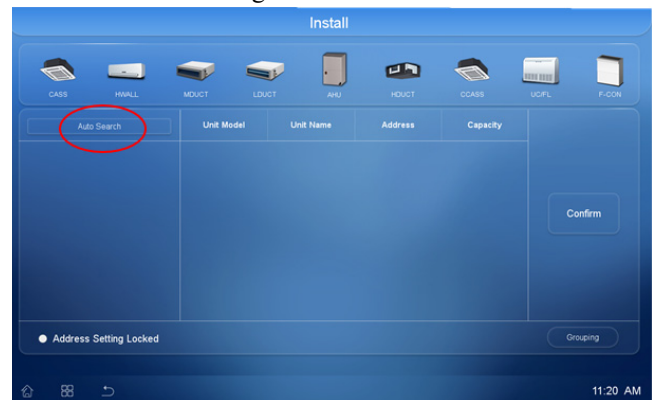 Install
CASS HWALL MDUCT LDUCT AHU HDUCT CCASS UC/FL F-CON
Auto Search Unit Model Unit Name Address Capacity
Confirm
Address Setting Locked Grouping
11:20 AM